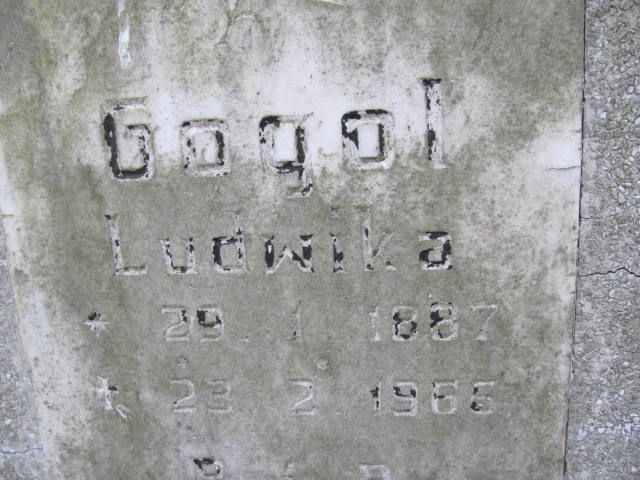 Gogol
Ludwika
* 29. 1. 1887
† 23. 2. 1966